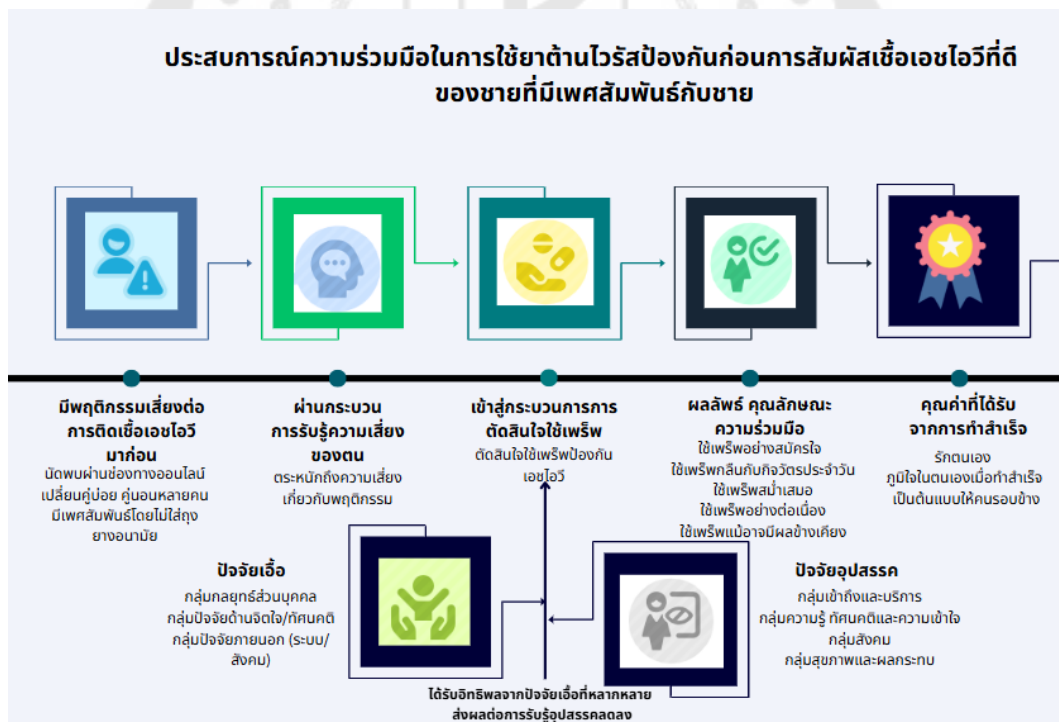 ประสบการณ์ความร่วมมือในการใช้ยาต้านไวรัสป้องกันก่อนการสัมผัสเชื้อเอชไอวีที่ดี
ของชายที่มีเพศสัมพันธ์กับชาย
มีพฤติกรรมเสี่ยงต่อ
การติดเชื้อเอชไอวี
มาก่อน
นัดพบผ่านช่องทางออนไลน์
เปลี่ยนคู่บ่อย คู่นอนหลายคน
มีเพศสัมพันธ์โดยไม่ใส่ถุง
ยางอนามัย
ผ่านกระบวน
การรับรู้ความเสี่ยง
ของตน
ตระหนักถึงความเสี่ยง
เกี่ยวกับพฤติกรรม
เข้าสู่กระบวนการการ
ตัดสินใจใช้เพร็พ
ตัดสินใจใช้เพร็พป้องกัน
เอชไอวี
ผลลัพธ์ คุณลักษณะ
ความร่วมมือ
ใช้เพร็พอย่างสมัครใจ
ใช้เพร็พกลืนกับกิจวัตรประจำวัน
ใช้เพร็พสม่ำเสมอ
ใช้เพร็พอย่างต่อเนื่อง
ใช้เพร็พแม้อาจมีผลข้างเคียง
คุณค่าที่ได้รับ
จากการทำสำเร็จ
รักตนเอง
ภูมิใจในตนเองเมื่อทำสำเร็จ
เป็นต้นแบบให้คนรอบข้าง
ปัจจัยเอื้อ
กลุ่มกลยุทธ์ส่วนบุคคล
กลุ่มปัจจัยด้านจิตใจ/ทัศนคติ
กลุ่มปัจจัยภายนอก (ระบบ/
สังคม)
ปัจจัยอุปสรรค
กลุ่มเข้าถึงและบริการ
กลุ่มความรู้ ทัศนคติและความเข้าใจ
กลุ่มสังคม
กลุ่มสุขภาพและผลกระทบ
ได้รับอิทธิพลจากปัจจัยเอื้อที่หลากหลาย
ส่งผลต่อการรับรู้อุปสรรคลดลง